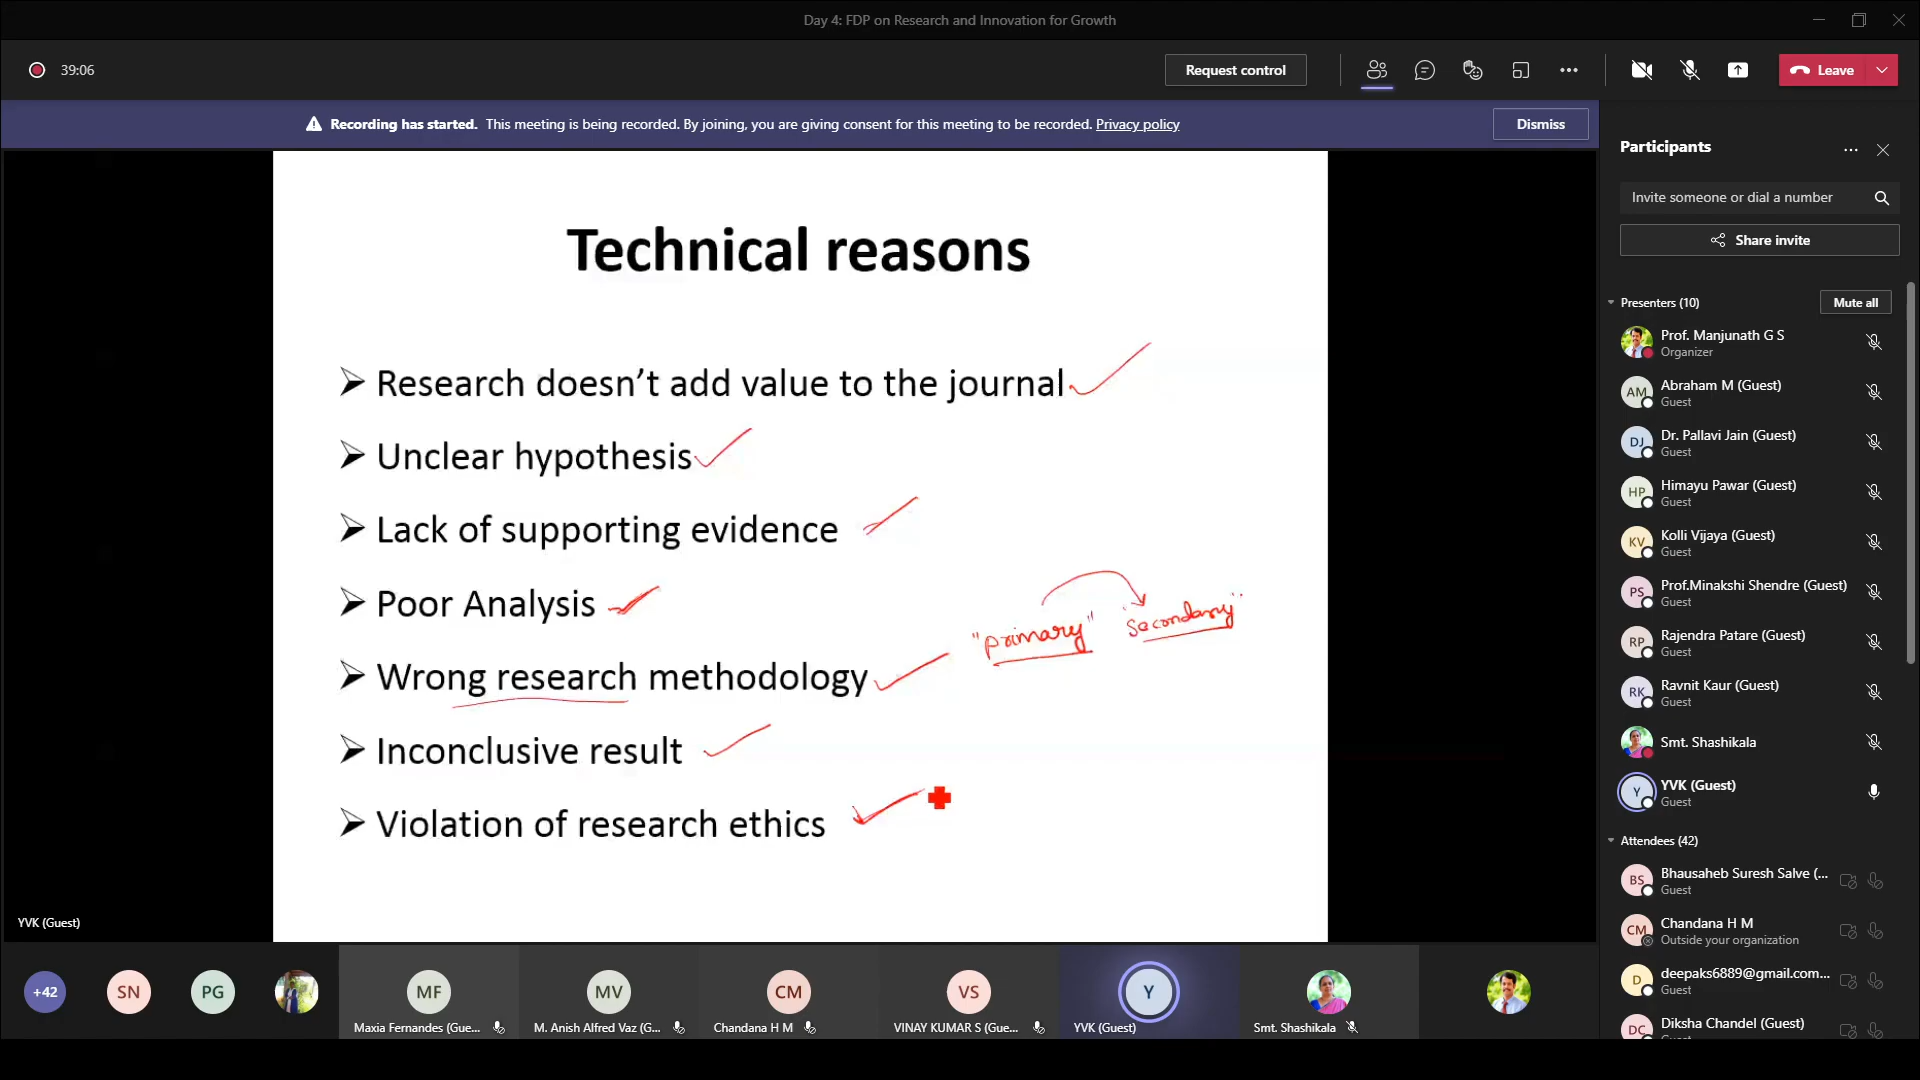 Day 4: FDP on Research and Innovation for Growth
39:06
Request control
Leave
Recording has started. This meeting is being recorded. By joining, you are giving consent for this meeting to be recorded. Privacy policy
Dismiss
Technical reasons
➢ Research doesn't add value to the journal
➢ Unclear hypothesis
➢ Lack of supporting evidence
➢ Poor Analysis
"primary" "secondary"
➢ Wrong research methodology
➢ Inconclusive result
➢ Violation of research ethics
YVK (Guest)
+42
SN
PG
MF
Maxia Fernandes (Gue...
MV
M. Anish Alfred Vaz (G...
CM
Chandana H M
VS
VINAY KUMAR S (Gue...
Y
YVK (Guest)
Smt. Shashikala
Participants
Invite someone or dial a number
Share invite
Presenters (10)
Mute all
Prof. Manjunath G S
Organizer
AM
Abraham M (Guest)
Guest
DJ
Dr. Pallavi Jain (Guest)
Guest
HP
Himayu Pawar (Guest)
Guest
KV
Kolli Vijaya (Guest)
Guest
PS
Prof.Minakshi Shendre (Guest)
Guest
RP
Rajendra Patare (Guest)
Guest
RK
Ravnit Kaur (Guest)
Guest
Smt. Shashikala
Y
YVK (Guest)
Guest
Attendees (42)
BS
Bhausaheb Suresh Salve (...
Guest
CM
Chandana H M
Outside your organization
D
deepaks6889@gmail.com...
Guest
DC
Diksha Chandel (Guest)
Guest